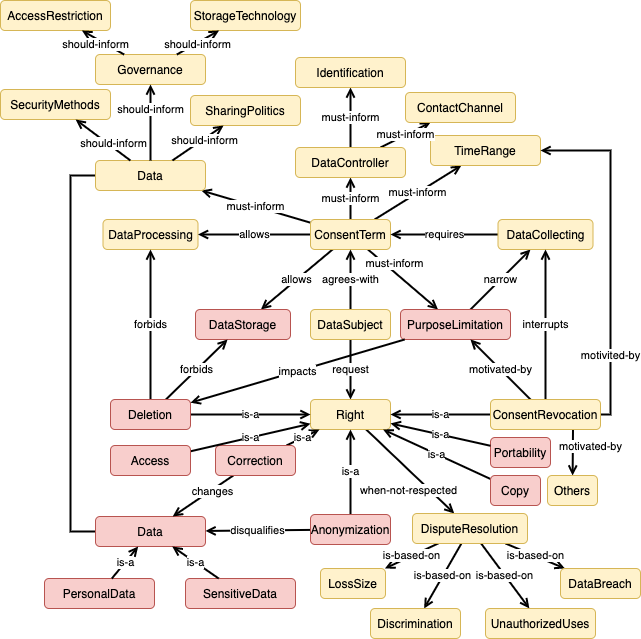 AccessRestriction
StorageTechnology
should-inform
should-inform
Governance
Identification
SecurityMethods
should-inform
SharingPolitics
ContactChannel
must-inform
should-inform
should-inform
must-inform
TimeRange
DataController
Data
must-inform
must-inform
must-inform
DataProcessing
allows
ConsentTerm
requires
DataCollecting
must-inform
allows
agrees-with
narrow
DataStorage
DataSubject
PurposeLimitation
forbids
interrupts
motivited-by
forbids
impacts
request
motivated-by
Deletion
is-a
Right
is-a
ConsentRevocation
is-a
is-a
is-a
motivated-by
Access
Correction
is-a
Portability
is-a
changes
when-not-respected
Copy
Others
Data
disqualifies
Anonymization
DisputeResolution
is-a
is-a
is-based-on
is-based-on
is-based-on
is-based-on
PersonalData
SensitiveData
LossSize
DataBreach
Discrimination
UnauthorizedUses